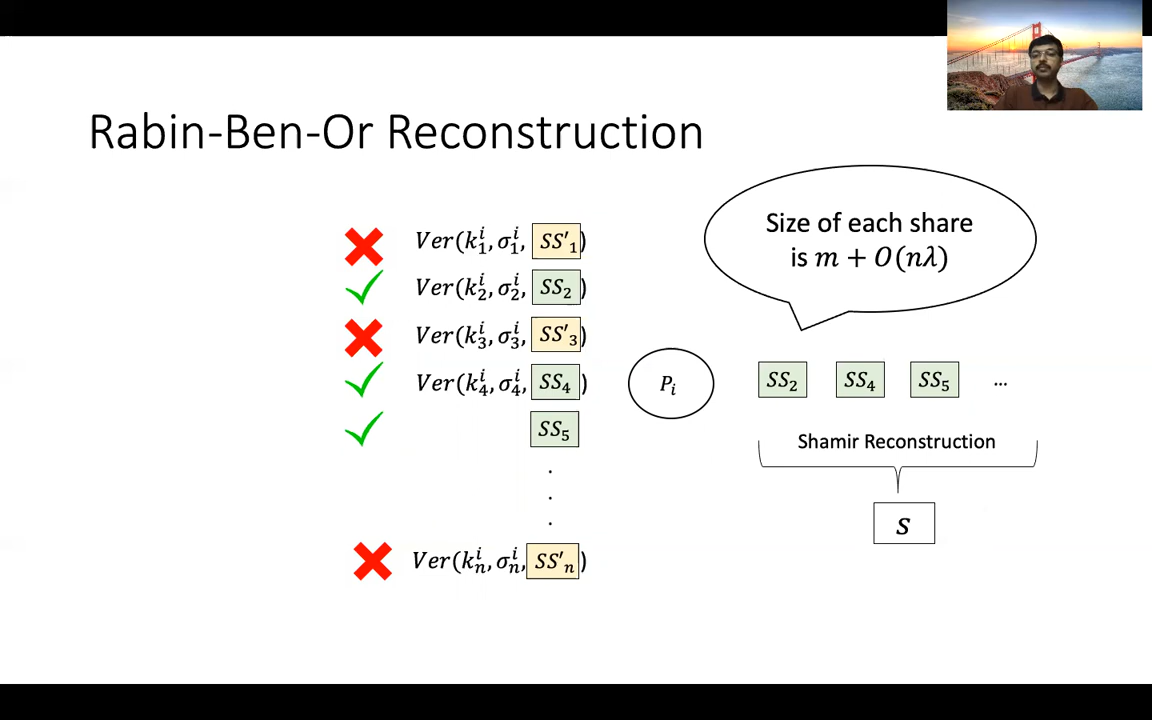 Rabin-Ben-Or Reconstruction
Ver(k₁ⁱ, σ₁ⁱ, SS′₁)
Ver(k₂ⁱ, σ₂ⁱ, SS₂)
Ver(k₃ⁱ, σ₃ⁱ, SS′₃)
Ver(k₄ⁱ, σ₄ⁱ, SS₄)
SS₅
.
.
.
Ver(kₙⁱ, σₙⁱ, SS′ₙ)
Pᵢ
Size of each share
is m + O(nλ)
SS₂ SS₄ SS₅ ...
Shamir Reconstruction
s